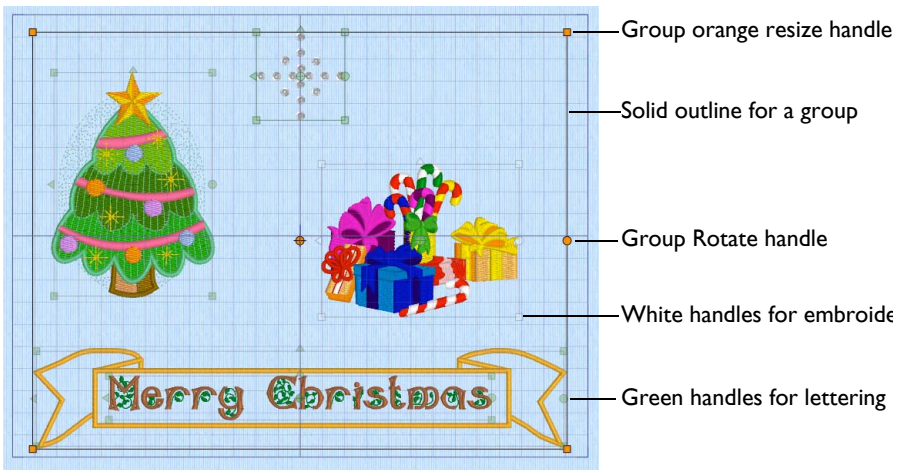 Group orange resize handle
Solid outline for a group
Group Rotate handle
White handles for
Merry Christmas
Green handles for lettering